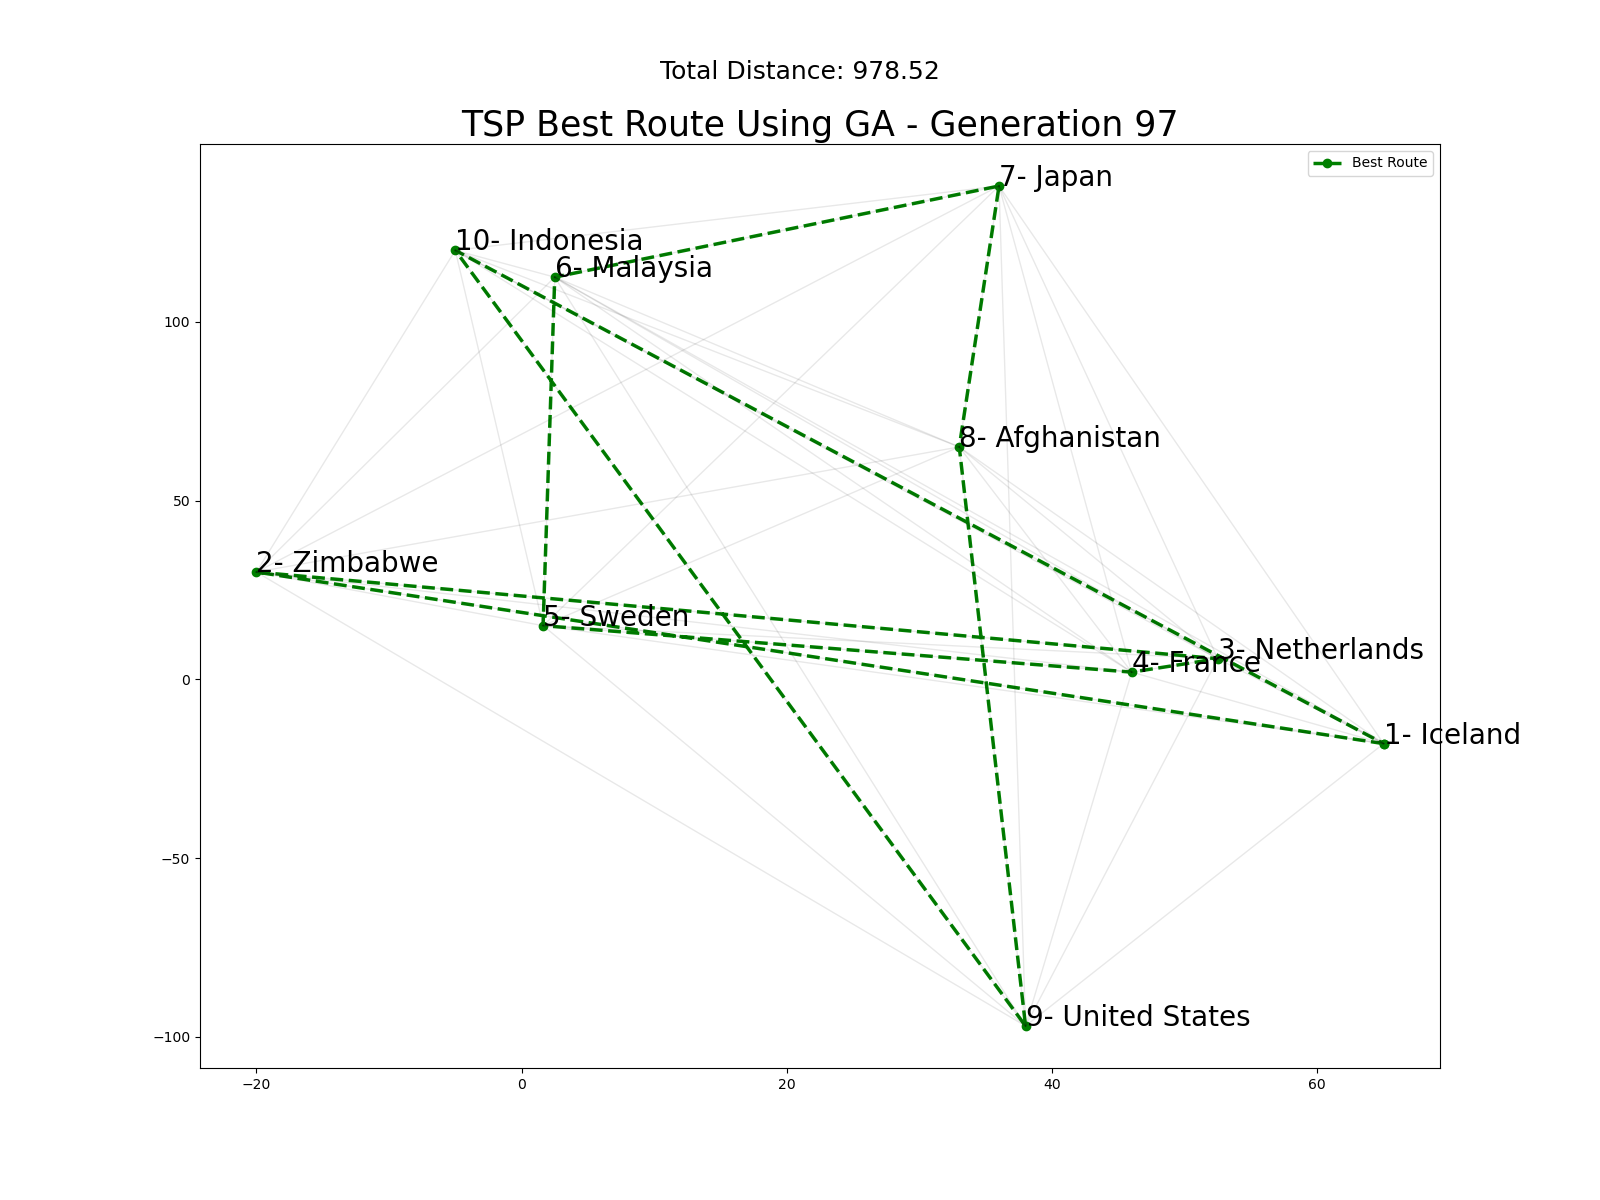 Total Distance: 978.52
TSP Best Route Using GA - Generation 97
Best Route
7- Japan
10- Indonesia
6- Malaysia
100
8- Afghanistan
50
2- Zimbabwe
5- Sweden
3- Netherlands
4- France
0
1- Iceland
−50
9- United States
−100
−20 0 20 40 60